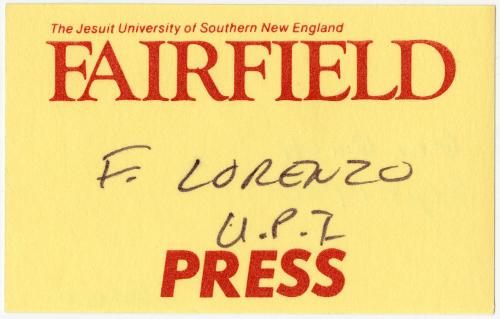 The Jesuit University of Southern New England
FAIRFIELD
F. LORENZO
U.P.I
PRESS